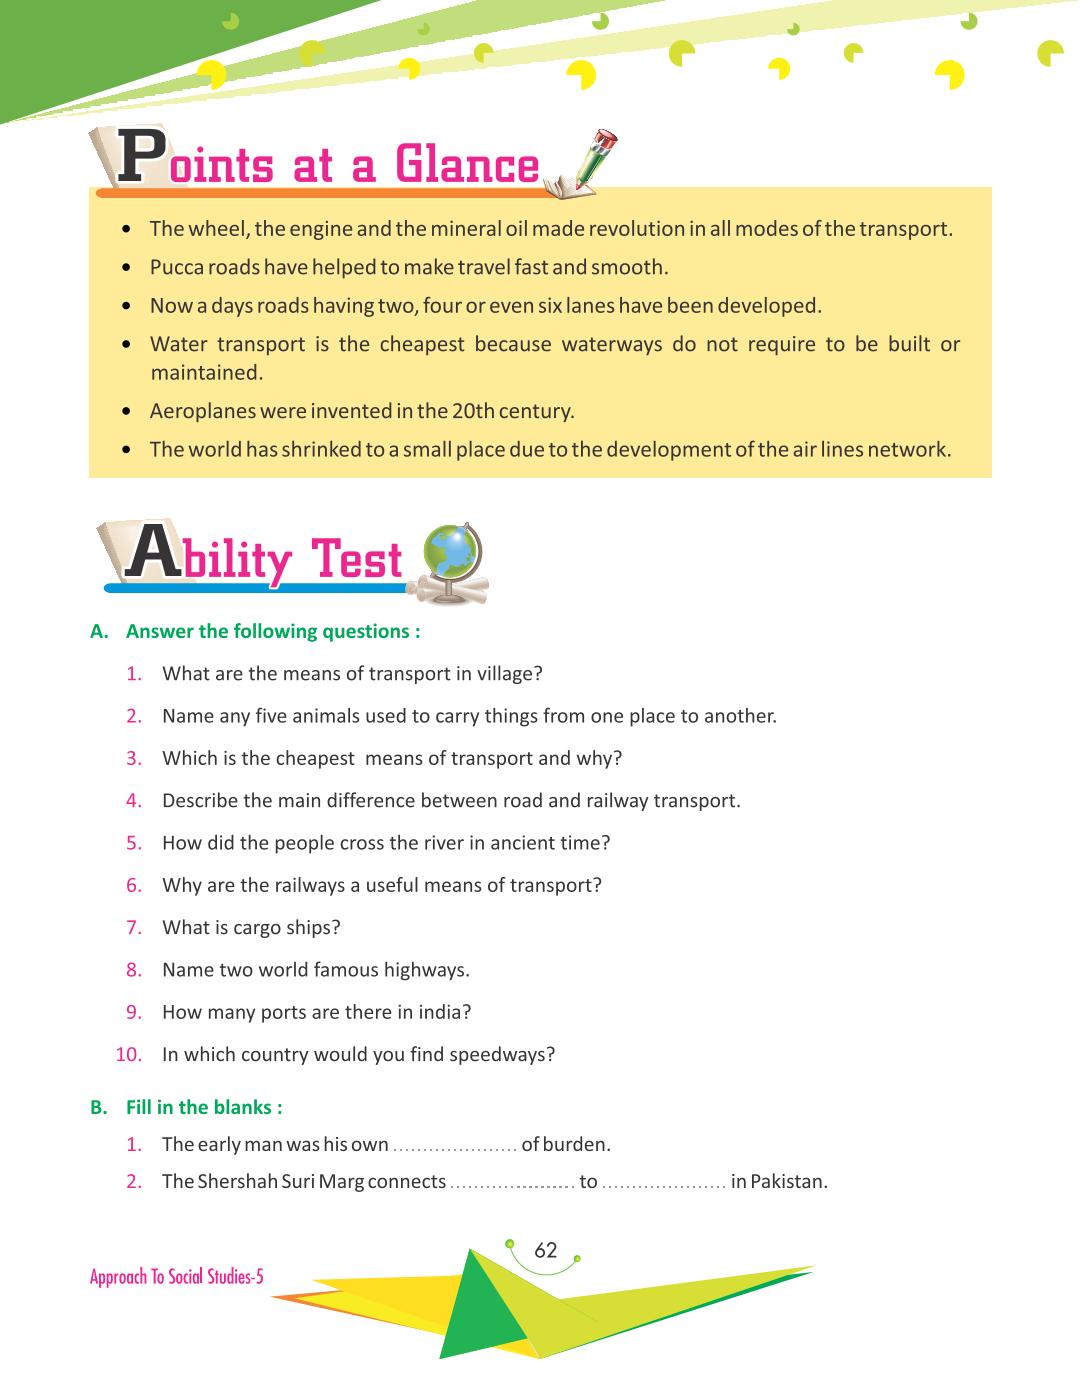 Points at a Glance
• The wheel, the engine and the mineral oil made revolution in all modes of the transport.
• Pucca roads have helped to make travel fast and smooth.
• Now a days roads having two, four or even six lanes have been developed.
• Water transport is the cheapest because waterways do not require to be built or
maintained.
• Aeroplanes were invented in the 20th century.
• The world has shrinked to a small place due to the development of the air lines network.
Ability Test
A. Answer the following questions :
1. What are the means of transport in village?
2. Name any five animals used to carry things from one place to another.
3. Which is the cheapest means of transport and why?
4. Describe the main difference between road and railway transport.
5. How did the people cross the river in ancient time?
6. Why are the railways a useful means of transport?
7. What is cargo ships?
8. Name two world famous highways.
9. How many ports are there in india?
10. In which country would you find speedways?
B. Fill in the blanks :
1. The early man was his own ..................... of burden.
2. The Shershah Suri Marg connects ..................... to ..................... in Pakistan.
62
Approach To Social Studies-5